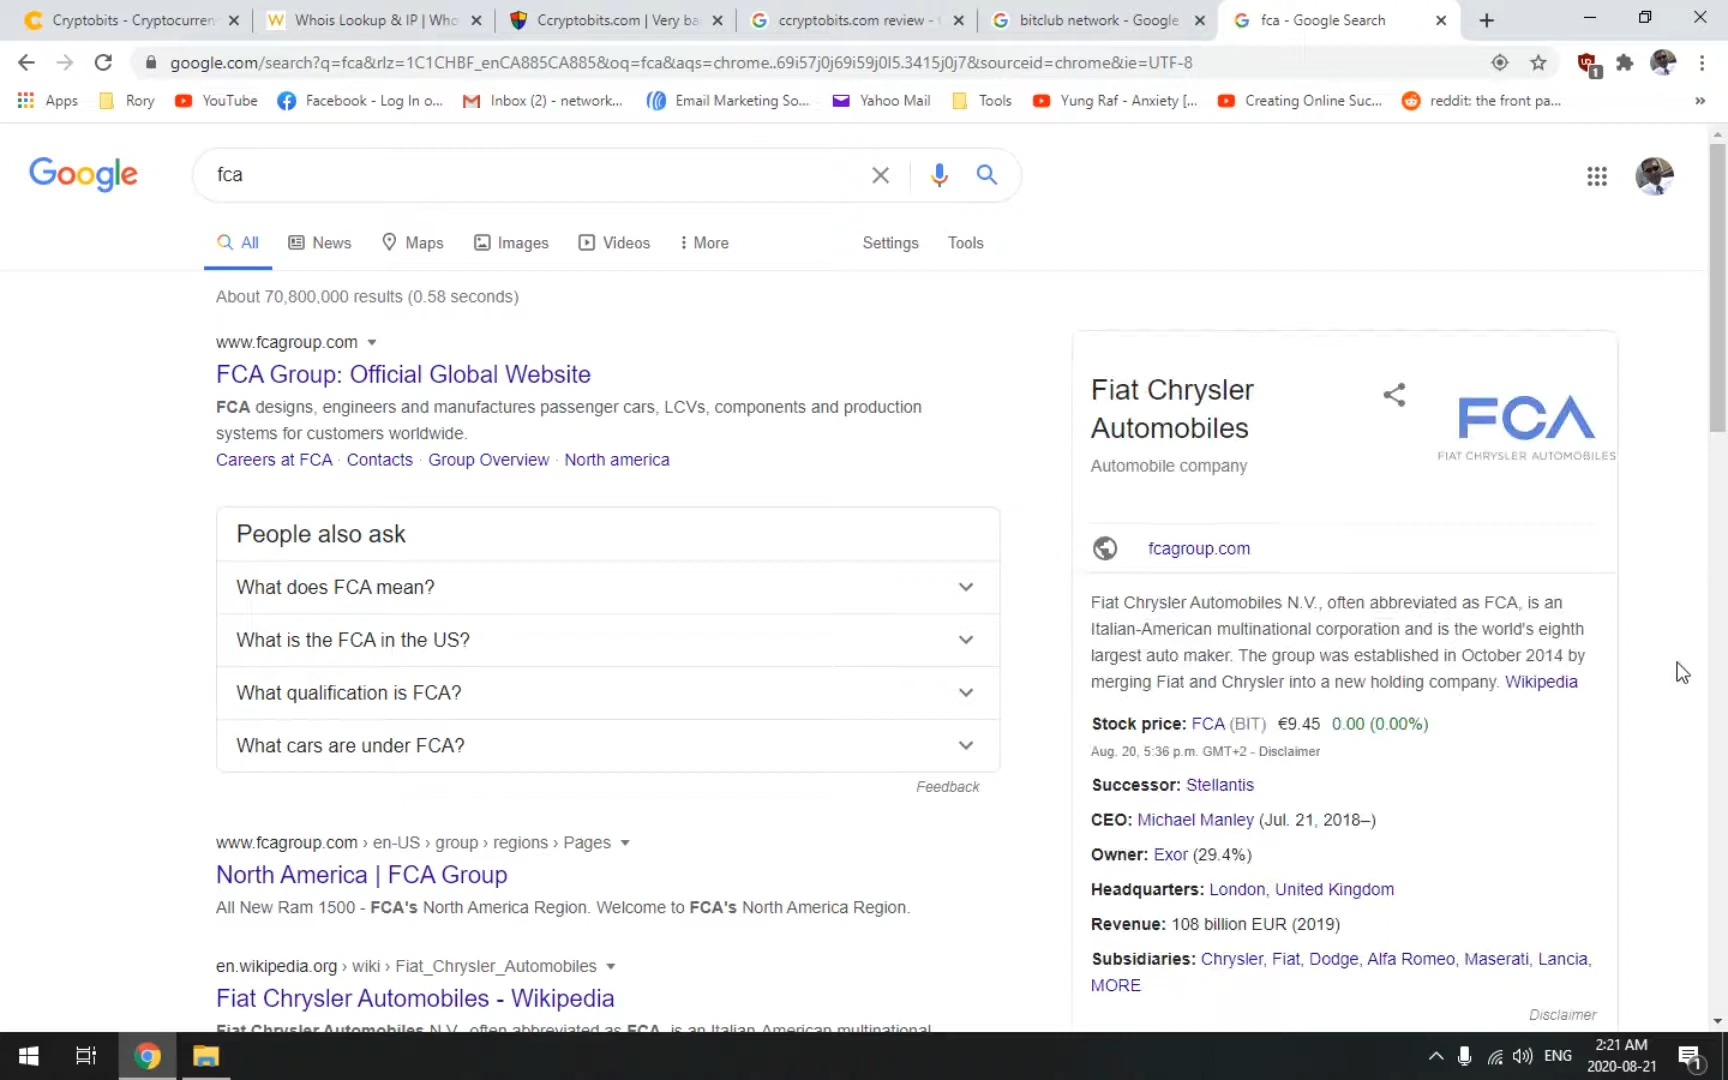 Cryptobits - Cryptocurren
Whois Lookup & IP | Who
Ccryptobits.com | Very ba
ccryptobits.com review -
bitclub network - Google
fca - Google Search
google.com/search?q=fca&rlz=1C1CHBF_enCA885CA885&oq=fca&aqs=chrome..69i57j0j69i59j0l5.3415j0j7&sourceid=chrome&ie=UTF-8
1
Apps
Rory
YouTube
Facebook - Log In o...
Inbox (2) - network...
Email Marketing So...
Yahoo Mail
Tools
Yung Raf - Anxiety [...
Creating Online Suc...
reddit: the front pa...
Google
fca
All
News
Maps
Images
Videos
More
Settings
Tools
About 70,800,000 results (0.58 seconds)
www.fcagroup.com
FCA Group: Official Global Website
FCA designs, engineers and manufactures passenger cars, LCVs, components and production
systems for customers worldwide.
Careers at FCA · Contacts · Group Overview · North america
People also ask
What does FCA mean?
What is the FCA in the US?
What qualification is FCA?
What cars are under FCA?
Feedback
www.fcagroup.com › en-US › group › regions › Pages
North America | FCA Group
All New Ram 1500 - FCA's North America Region. Welcome to FCA's North America Region.
en.wikipedia.org › wiki › Fiat_Chrysler_Automobiles
Fiat Chrysler Automobiles - Wikipedia
Fiat Chrysler Automobiles N.V., often abbreviated as FCA, is an Italian-American multinational
Fiat Chrysler
Automobiles
Automobile company
FCA
FIAT CHRYSLER AUTOMOBILES
fcagroup.com
Fiat Chrysler Automobiles N.V., often abbreviated as FCA, is an
Italian-American multinational corporation and is the world's eighth
largest auto maker. The group was established in October 2014 by
merging Fiat and Chrysler into a new holding company. Wikipedia
Stock price: FCA (BIT) €9.45 0.00 (0.00%)
Aug. 20, 5:36 p.m. GMT+2 - Disclaimer
Successor: Stellantis
CEO: Michael Manley (Jul. 21, 2018–)
Owner: Exor (29.4%)
Headquarters: London, United Kingdom
Revenue: 108 billion EUR (2019)
Subsidiaries: Chrysler, Fiat, Dodge, Alfa Romeo, Maserati, Lancia,
MORE
Disclaimer
ENG
2:21 AM
2020-08-21
1